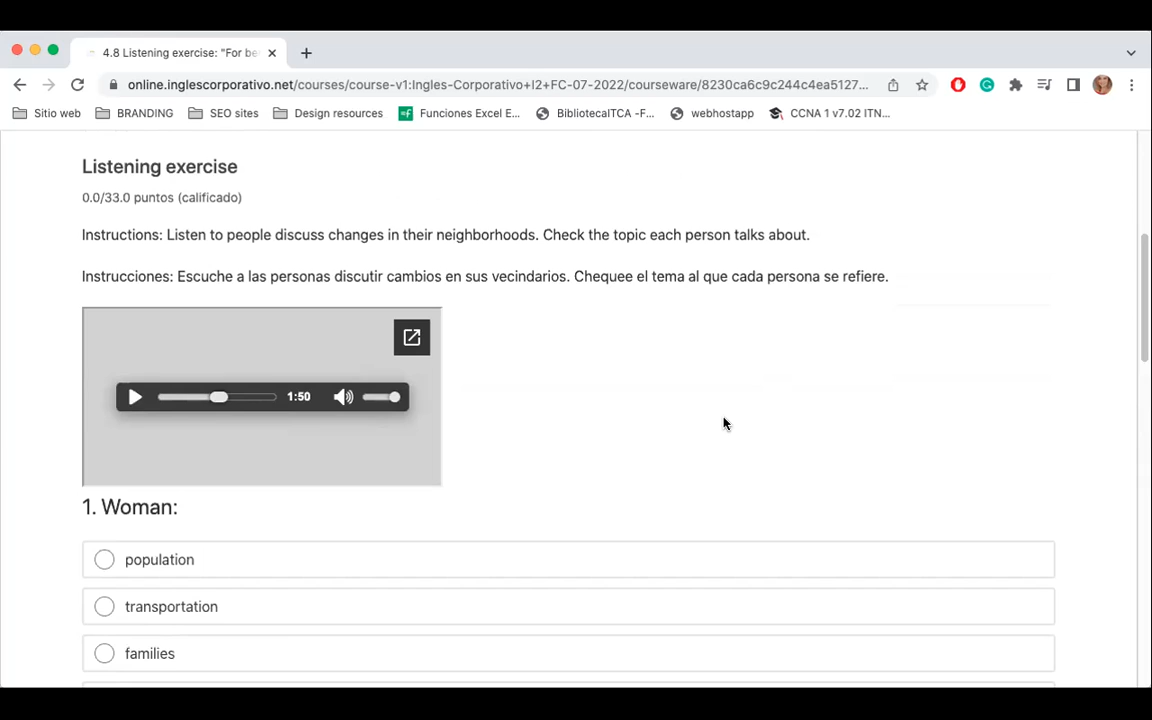 4.8 Listening exercise: "For be
online.inglescorporativo.net/courses/course-v1:Ingles-Corporativo+I2+FC-07-2022/courseware/8230ca6c9c244c4ea5127...
Sitio web BRANDING SEO sites Design resources Funciones Excel E... BibliotecaITCA -F... webhostapp CCNA 1 v7.02 ITN...
Listening exercise
0.0/33.0 puntos (calificado)
Instructions: Listen to people discuss changes in their neighborhoods. Check the topic each person talks about.
Instrucciones: Escuche a las personas discutir cambios en sus vecindarios. Chequee el tema al que cada persona se refiere.
1:50
1. Woman:
population
transportation
families